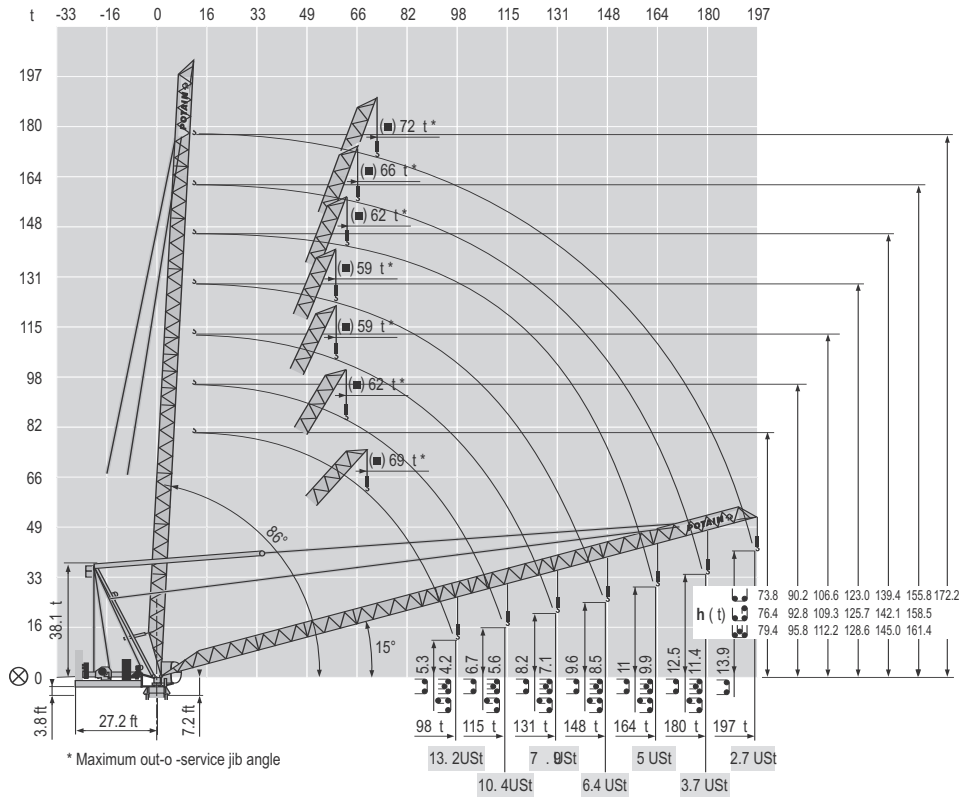 t -33 -16 0 16 33 49 66 82 98 115 131 148 164 180 197
197
POTAIN
(■) 72 t *
180
(■) 66 t *
164
(■) 62 t *
148
(■) 59 t *
131
(■) 59 t *
115
(■) 62 t *
98
82
(■) 69 t *
66
86°
POTAIN
49
33
38.1 t
h ( t )
73.8 90.2 106.6 123.0 139.4 155.8 172.2
76.4 92.8 109.3 125.7 142.1 158.5
79.4 95.8 112.2 128.6 145.0 161.4
16
15°
0
5.3 4.2 6.7 5.6 8.2 7.1 9.6 8.5 11 9.9 12.5 11.4 13.9
3.8 ft
27.2 ft
7.2 ft
98 t 115 t 131 t 148 t 164 t 180 t 197 t
* Maximum out-o -service jib angle
13. 2USt 7 . 9USt 5 USt 2.7 USt
10. 4USt 6.4 USt 3.7 USt